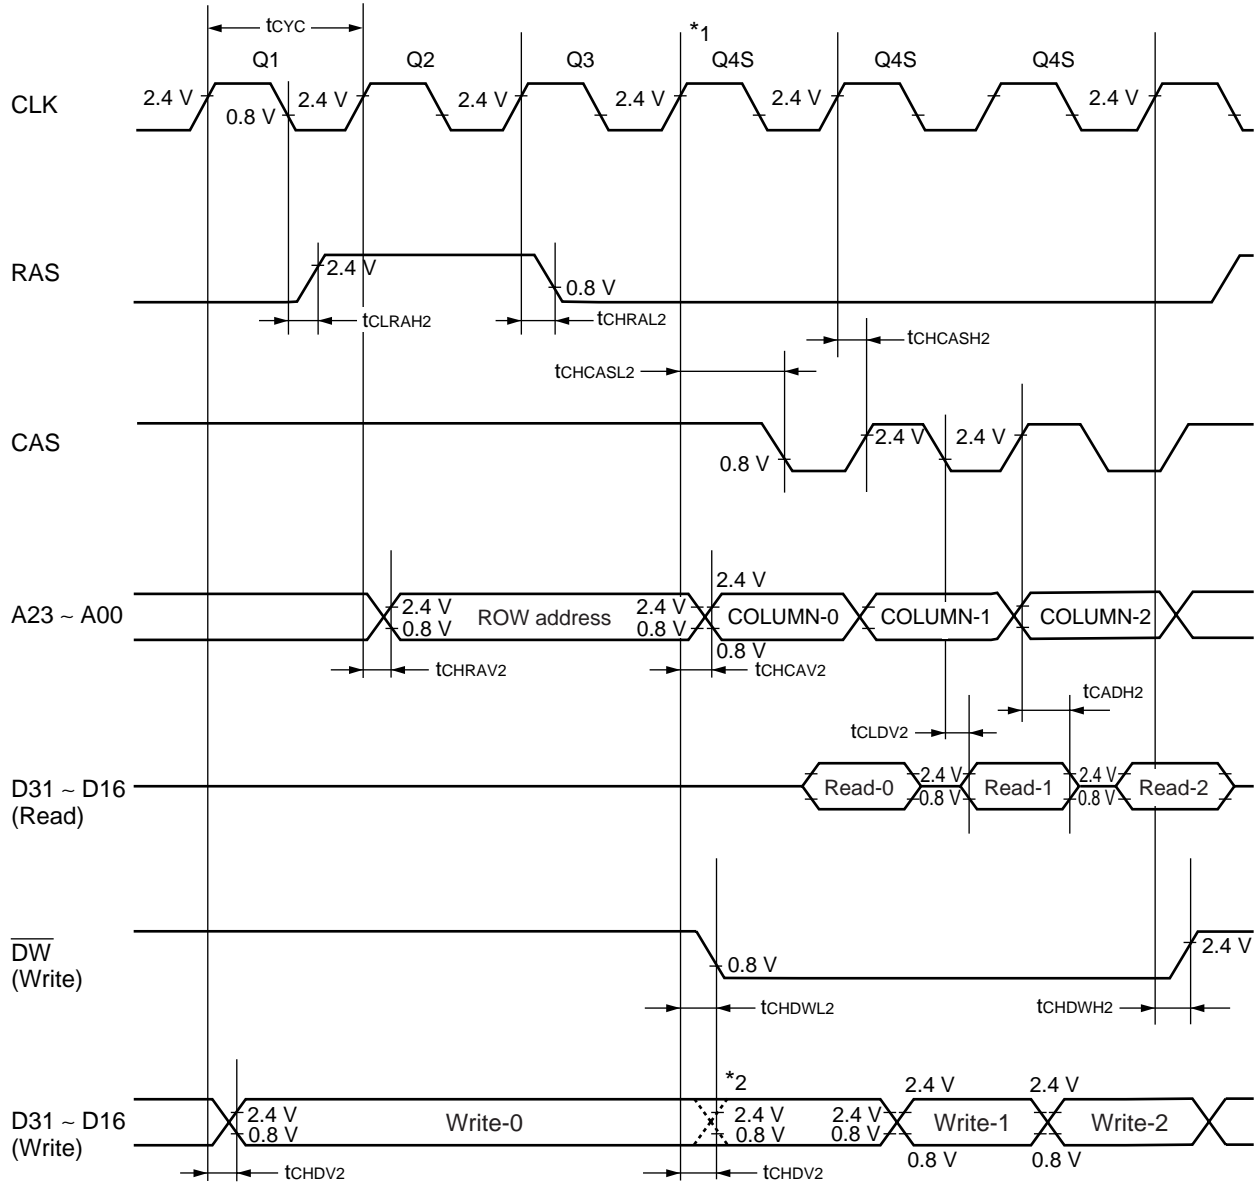 tCYC
*1
Q1 Q2 Q3 Q4S Q4S Q4S
CLK
2.4 V 0.8 V 2.4 V 2.4 V 2.4 V 2.4 V 2.4 V
RAS
2.4 V 0.8 V
tCLRAH2 tCHRAL2 tCHCASH2
tCHCASL2
CAS
0.8 V 2.4 V 2.4 V
A23 ~ A00
2.4 V
2.4 V ROW address 2.4 V COLUMN-0 COLUMN-1 COLUMN-2
0.8 V 0.8 V
0.8 V
tCHRAV2 tCHCAV2
tCADH2
tCLDV2
D31 ~ D16
(Read)
2.4 V 2.4 V
Read-0 Read-1 Read-2
0.8 V 0.8 V
DW
(Write)
0.8 V 2.4 V
tCHDWL2 tCHDWH2
*2
D31 ~ D16
(Write)
2.4 V 2.4 V
2.4 V Write-0 2.4 V 2.4 V Write-1 Write-2
0.8 V 0.8 V 0.8 V
0.8 V 0.8 V
tCHDV2 tCHDV2